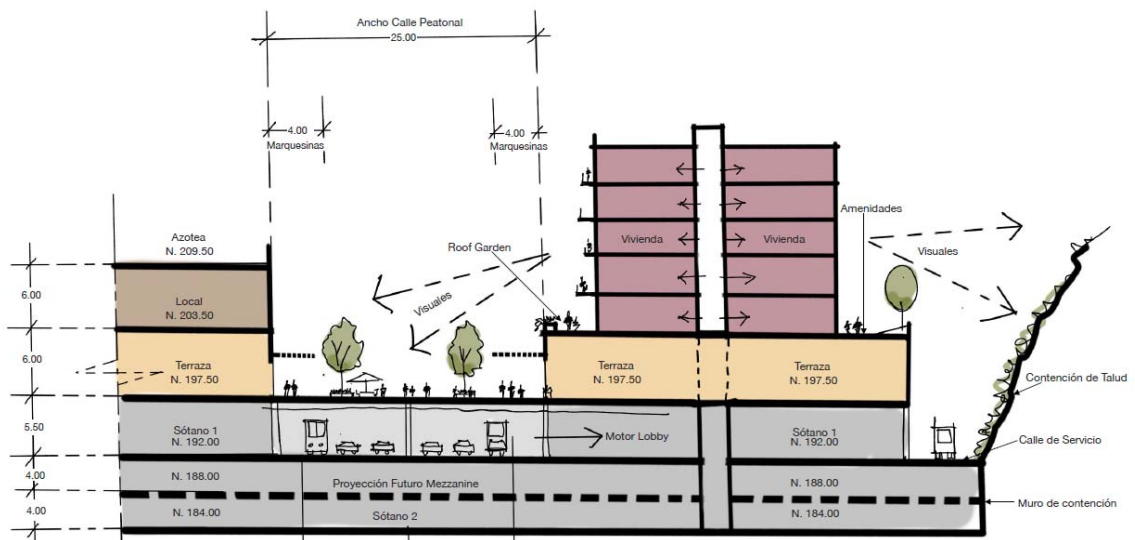 Ancho Calle Peatonal
25.00
4.00
Marquesinas
4.00
Marquesinas
Azotea
N. 209.50
6.00
Local
N. 203.50
6.00
Terraza
N. 197.50
5.50
Sótano 1
N. 192.00
4.00
N. 188.00
4.00
N. 184.00
Roof Garden
Visuales
Vivienda
Vivienda
Amenidades
Visuales
Terraza
N. 197.50
Terraza
N. 197.50
Contención de Talud
Motor Lobby
Sótano 1
N. 192.00
Calle de Servicio
Proyección Futuro Mezzanine
N. 188.00
Muro de contención
Sótano 2
N. 184.00